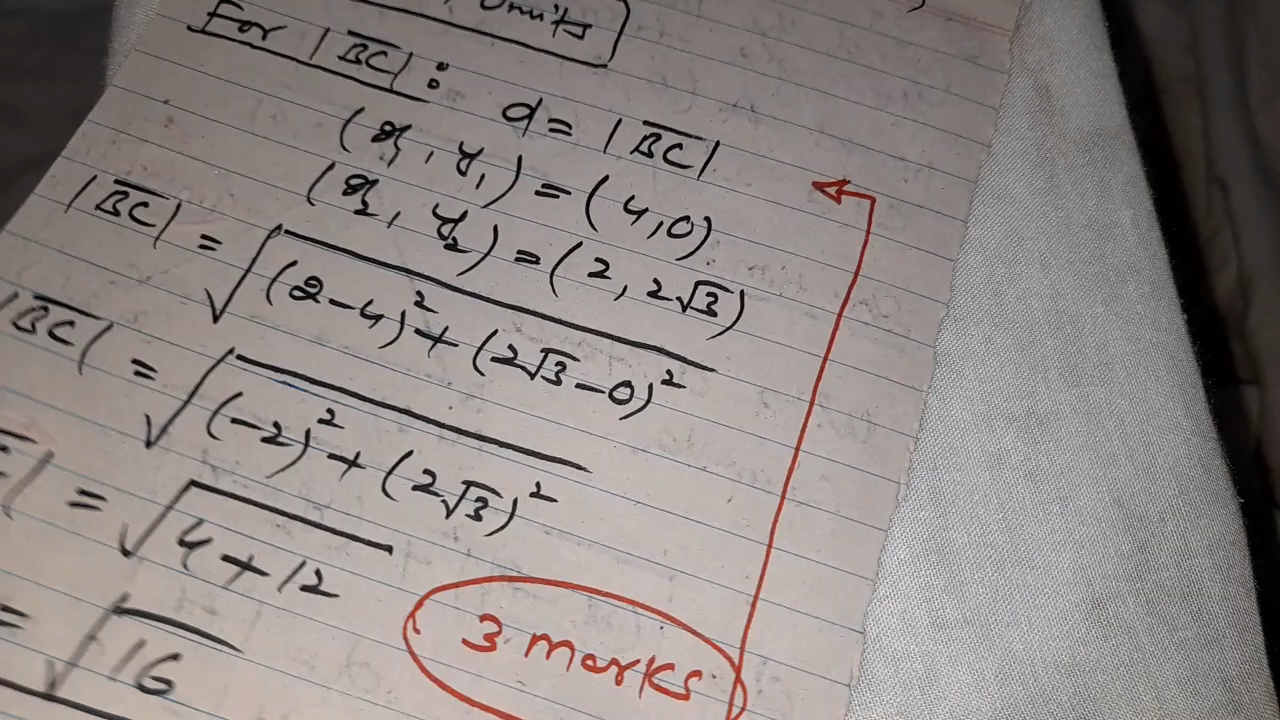 Units
For |BC| : d = |BC|
(x₁, y₁) = (4,0)
(x₂, y₂) = (2, 2√3)
|BC| = √(2-4)² + (2√3-0)²
|BC| = √(-2)² + (2√3)²
| = √4+12
= √16
3 marks